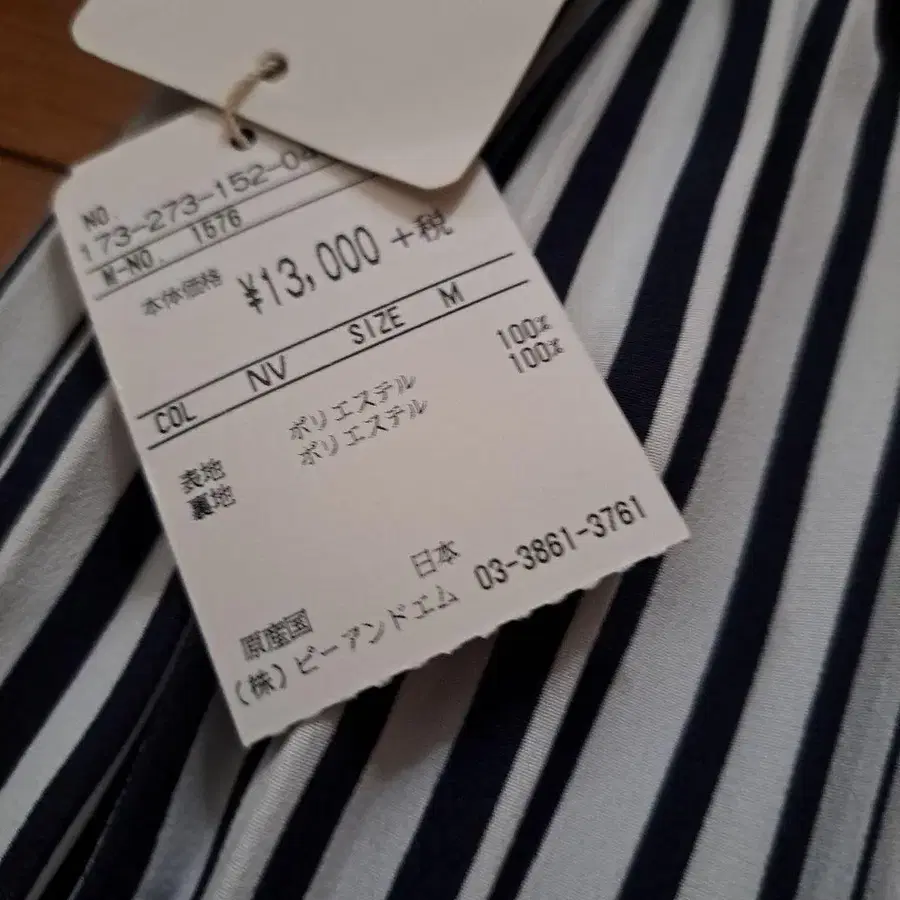 NO.
173-273-152-0
M-NO. 1576
本体価格 ¥13,000 +税
COL NV SIZE M
表地 ポリエステル 100%
裏地 ポリエステル 100%
原産国 日本
(株)ビーアンドエム 03-3861-3761